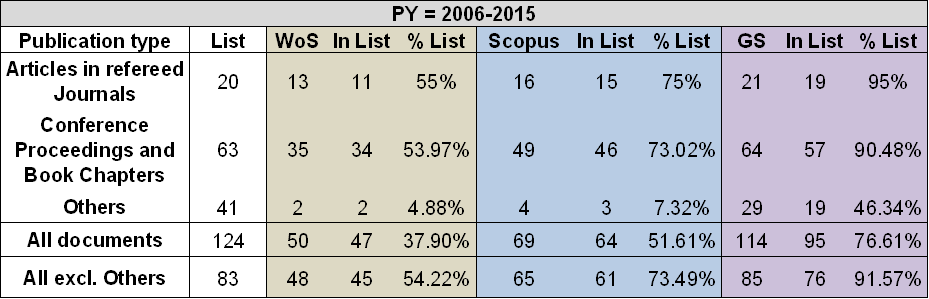 PY = 2006-2015
Publication type List WoS In List % List Scopus In List % List GS In List % List
Articles in refereed
Journals 20 13 11 55% 16 15 75% 21 19 95%
Conference
Proceedings and
Book Chapters 63 35 34 53.97% 49 46 73.02% 64 57 90.48%
Others 41 2 2 4.88% 4 3 7.32% 29 19 46.34%
All documents 124 50 47 37.90% 69 64 51.61% 114 95 76.61%
All excl. Others 83 48 45 54.22% 65 61 73.49% 85 76 91.57%